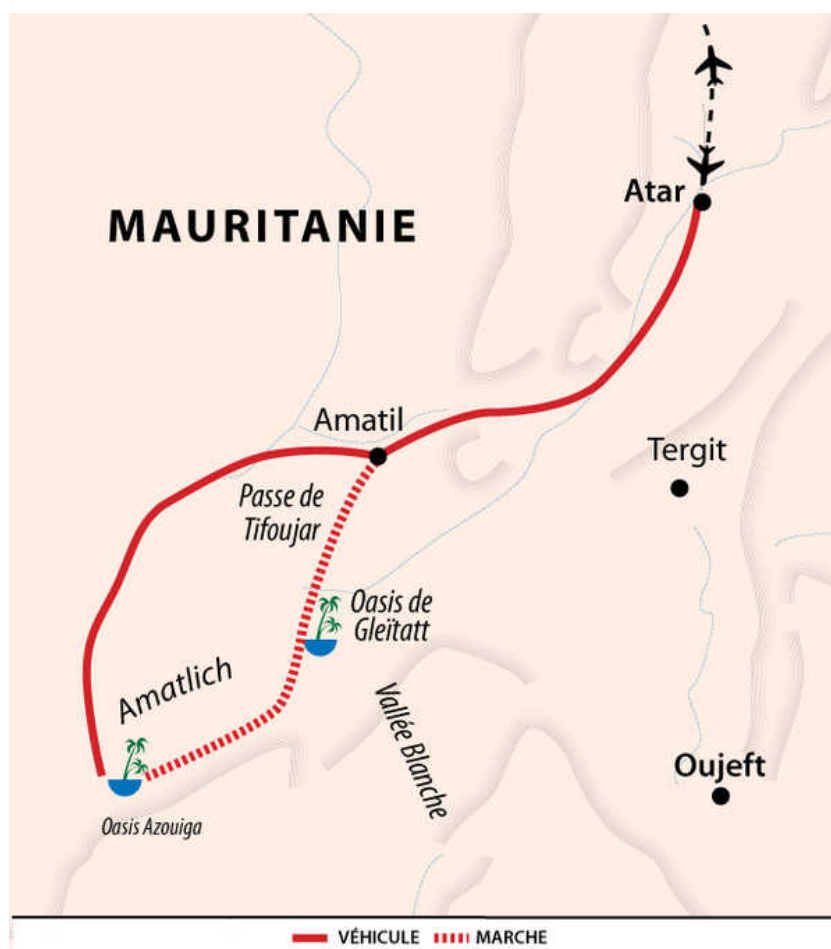 Atar
MAURITANIE
Amatil
Tergit
Passe de
Tifoujar
Oasis de
Gleïtatt
Amatlich
Vallée Blanche
Oujeft
Oasis Azouiga
VÉHICULE MARCHE